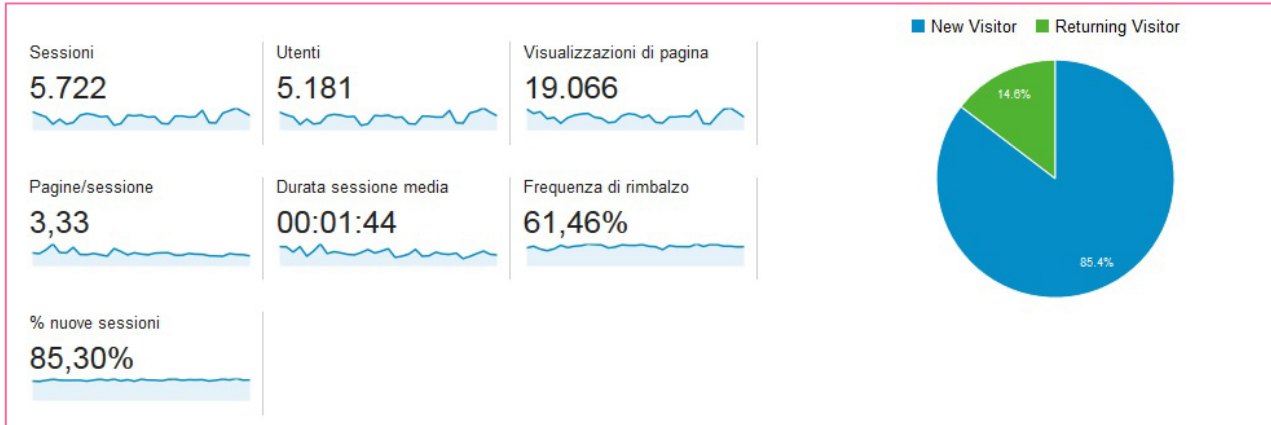 Sessioni
5.722
Utenti
5.181
Visualizzazioni di pagina
19.066
Pagine/sessione
3,33
Durata sessione media
00:01:44
Frequenza di rimbalzo
61,46%
% nuove sessioni
85,30%
New Visitor
Returning Visitor
14.6%
85.4%